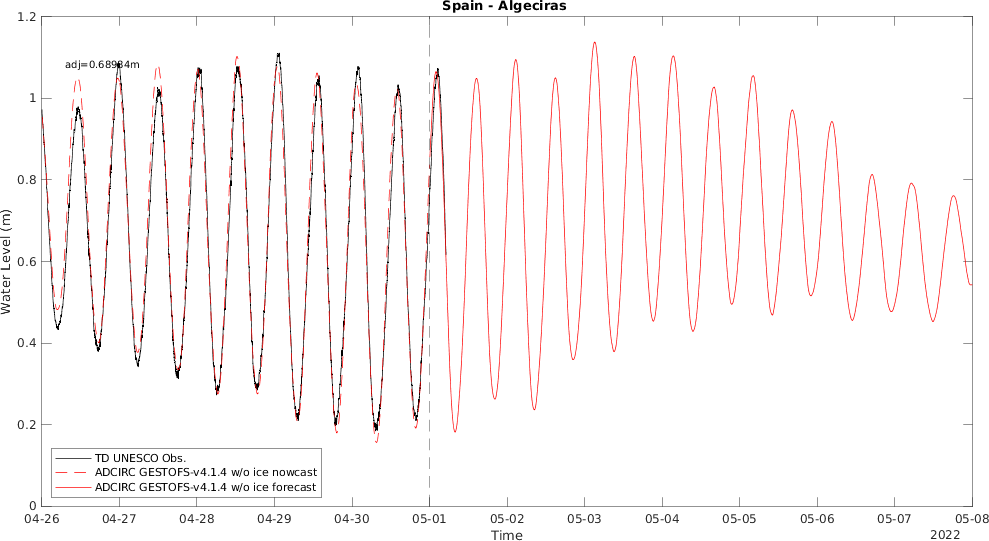 Spain - Algeciras
adj=0.68984m
Water Level (m)
1.2
1
0.8
0.6
0.4
0.2
0
TD UNESCO Obs.
ADCIRC GESTOFS-v4.1.4 w/o ice nowcast
ADCIRC GESTOFS-v4.1.4 w/o ice forecast
04-26 04-27 04-28 04-29 04-30 05-01 05-02 05-03 05-04 05-05 05-06 05-07 05-08
Time
2022